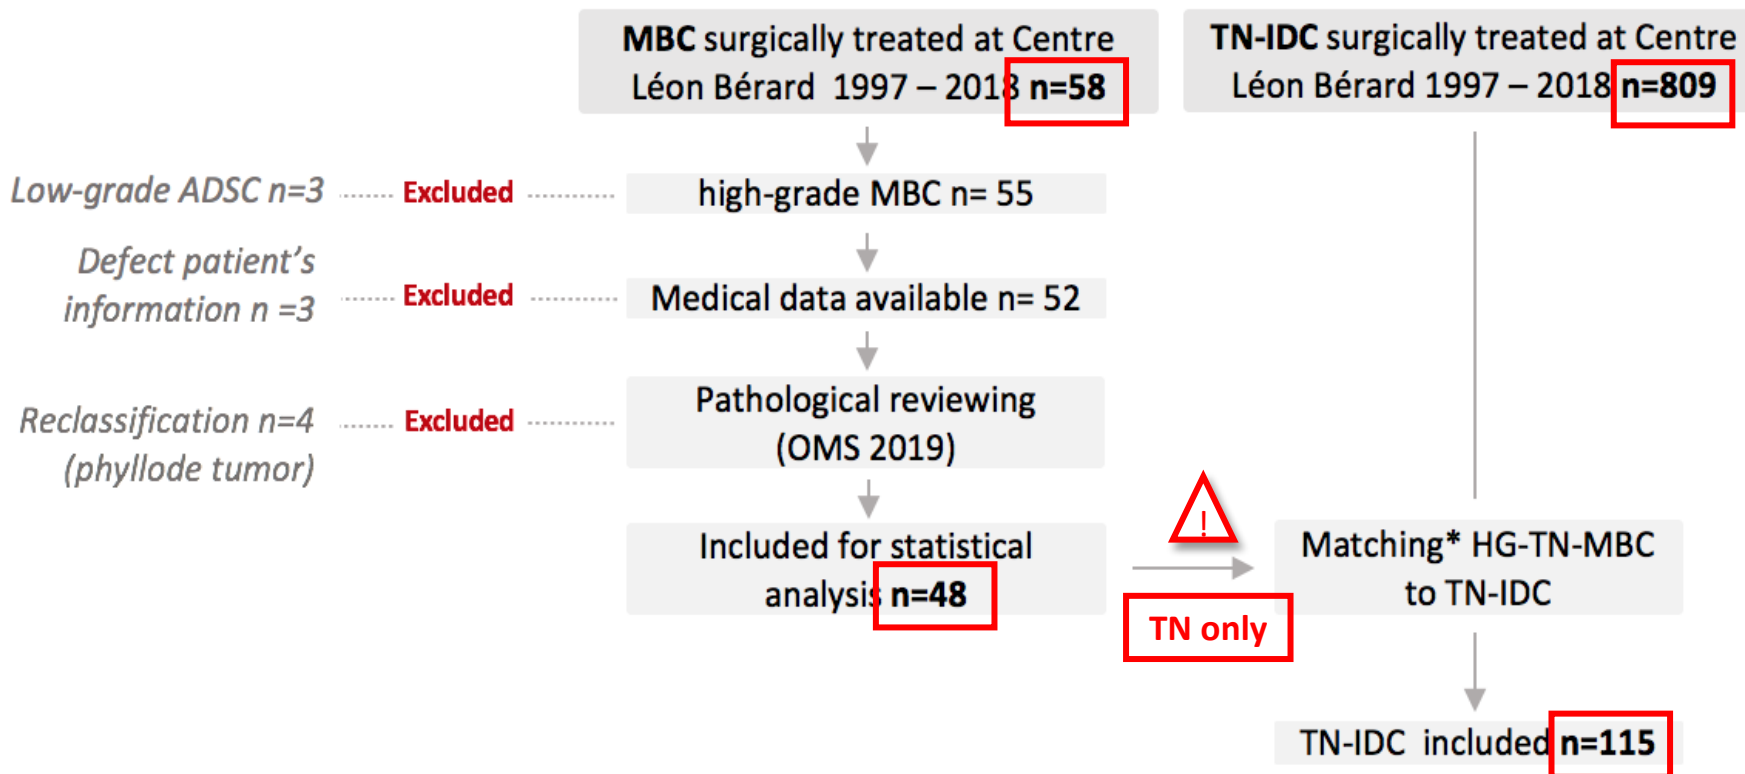 MBC surgically treated at Centre
Léon Bérard 1997 – 2018 n=58
TN-IDC surgically treated at Centre
Léon Bérard 1997 – 2018 n=809
Low-grade ADSC n=3
Excluded
high-grade MBC n= 55
Defect patient's
information n =3
Excluded
Medical data available n= 52
Reclassification n=4
(phyllode tumor)
Excluded
Pathological reviewing
(OMS 2019)
Included for statistical
analysis n=48
!
TN only
Matching* HG-TN-MBC
to TN-IDC
TN-IDC included n=115